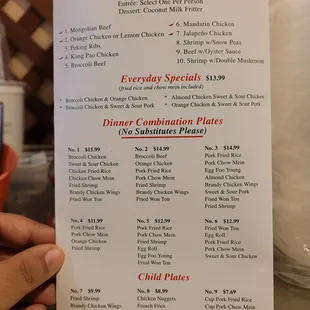 Entrée: Select One Per Person
Dessert: Coconut Milk Fritter
1. Mongolian Beef
2. Orange Chicken or Lemon Chicken
3. Peking Ribs
4. Kung Pao Chicken
5. Broccoli Beef
6. Mandarin Chicken
7. Jalapeño Chicken
8. Shrimp w/Snow Peas
9. Beef w/Oyster Sauce
10. Shrimp w/Double Mushroom
Everyday Specials $13.99
(fried rice and chow mein included)
* Broccoli Chicken & Orange Chicken
* Broccoli Chicken & Sweet & Sour Pork
* Almond Chicken Sweet & Sour Chicken
* Orange Chicken & Sweet & Sour Pork
Dinner Combination Plates
(No Substitutes Please)
No. 1 $15.99
Broccoli Chicken
Sweet & Sour Chicken
Chicken Fried Rice
Chicken Chow Mein
Fried Shrimp
Brandy Chicken Wings
Fried Won Ton
No. 2 $14.99
Broccoli Beef
Orange Chicken
Pork Fried Rice
Pork Chow Mein
Fried Shrimp
Brandy Chicken Wings
Fried Won Ton
No. 3 $14.99
Pork Fried Rice
Pork Chow Mein
Egg Foo Young
Almond Chicken
Brandy Chicken Wings
Sweet & Sour Pork
Fried Won Ton
No. 4 $11.99
Pork Fried Rice
Pork Chow Mein
Orange Chicken
Fried Shrimp
No. 5 $12.99
Pork Fried Rice
Pork Chow Mein
Fried Shrimp
Egg Roll
Egg Foo Young
Fried Won Ton
No. 6 $12.99
Fried Won Ton
Egg Roll
Pork Fried Rice
Pork Chow Mein
Sweet & Sour Pork
Child Plates
No. 7 $9.99
Fried Shrimp
Brandy Chicken Wings
No. 8 $8.99
Chicken Nuggets
French Fries
No. 9 $7.69
Cup Pork Fried Rice
Cup Pork Chow Mein